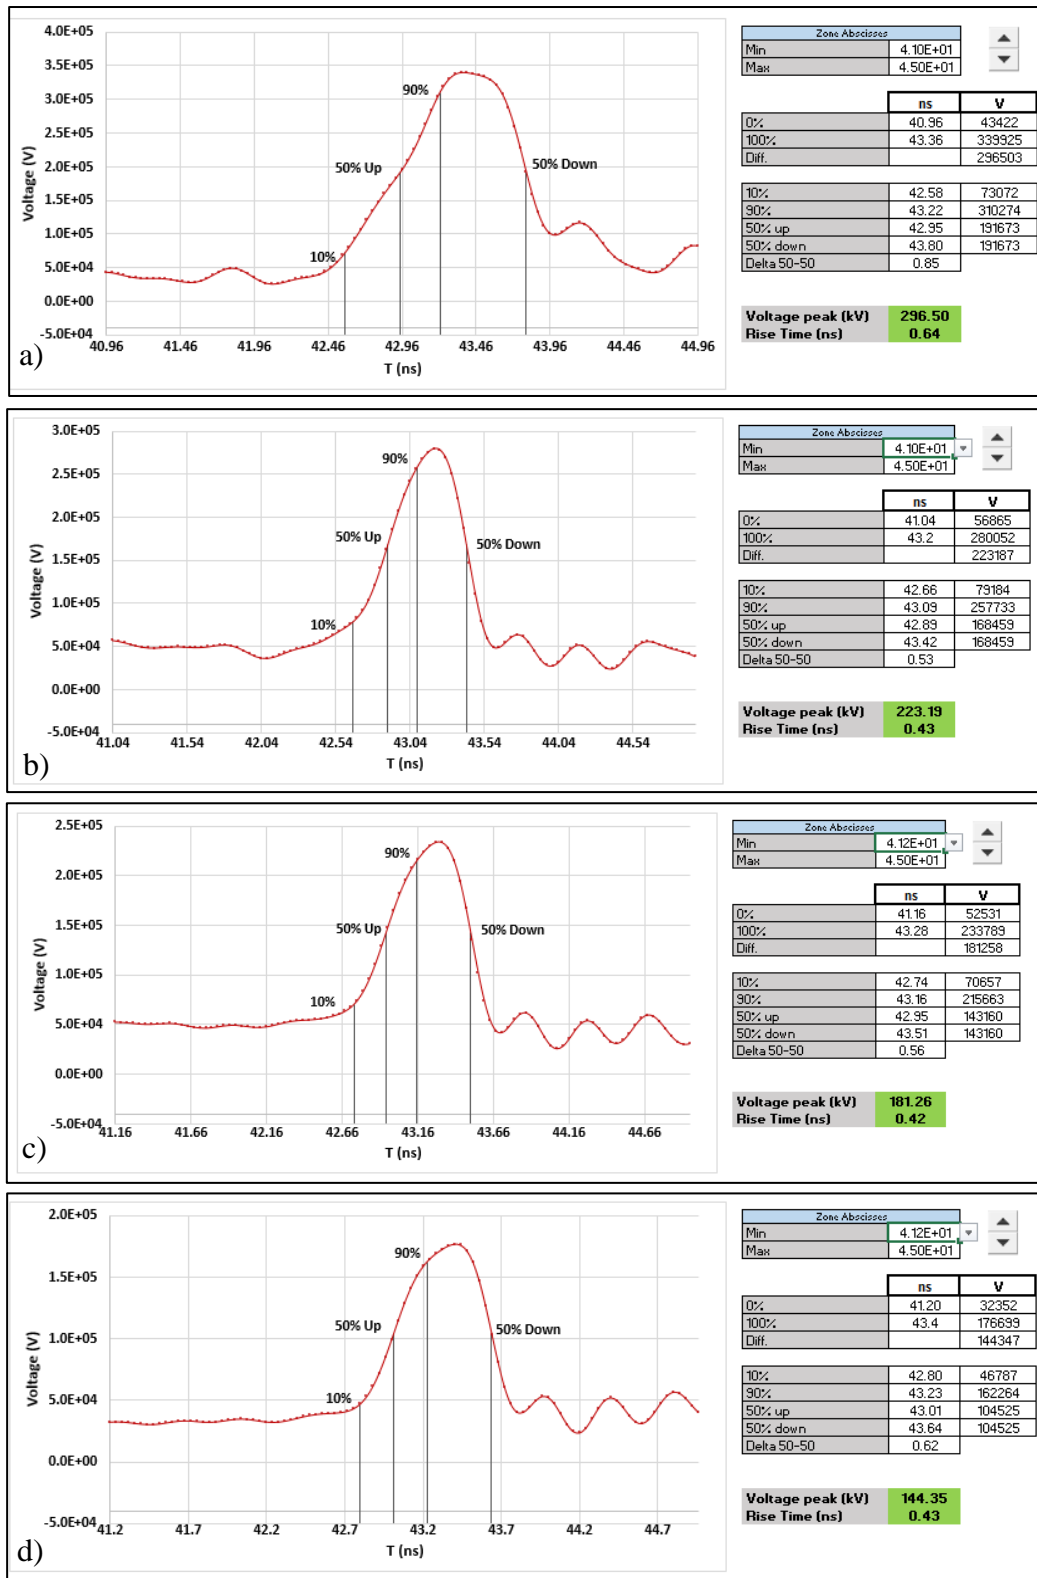 4.0E+05
3.5E+05
3.0E+05
2.5E+05
2.0E+05
1.5E+05
1.0E+05
5.0E+04
0.0E+00
-5.0E+04
Voltage (V)
90%
50% Up
50% Down
10%
40.96 41.46 41.96 42.46 42.96 43.46 43.96 44.46 44.96
T (ns)
a)
Zone Abscisses
Min 4.10E+01
Max 4.50E+01
ns V
0% 40.96 43422
100% 43.36 339925
Diff. 296503
10% 42.58 73072
90% 43.22 310274
50% up 42.95 191673
50% down 43.80 191673
Delta 50-50 0.85
Voltage peak (kV) 296.50
Rise Time (ns) 0.64
3.0E+05
2.5E+05
2.0E+05
1.5E+05
1.0E+05
5.0E+04
0.0E+00
-5.0E+04
Voltage (V)
90%
50% Up
50% Down
10%
41.04 41.54 42.04 42.54 43.04 43.54 44.04 44.54
T (ns)
b)
Zone Abscisses
Min 4.10E+01
Max 4.50E+01
ns V
0% 41.04 56865
100% 43.2 280052
Diff. 223187
10% 42.66 79184
90% 43.09 257733
50% up 42.89 168459
50% down 43.42 168459
Delta 50-50 0.53
Voltage peak (kV) 223.19
Rise Time (ns) 0.43
2.5E+05
2.0E+05
1.5E+05
1.0E+05
5.0E+04
0.0E+00
-5.0E+04
Voltage (V)
90%
50% Up
50% Down
10%
41.16 41.66 42.16 42.66 43.16 43.66 44.16 44.66
T (ns)
c)
Zone Abscisses
Min 4.12E+01
Max 4.50E+01
ns V
0% 41.16 52531
100% 43.28 233789
Diff. 181258
10% 42.74 70657
90% 43.16 215663
50% up 42.95 143160
50% down 43.51 143160
Delta 50-50 0.56
Voltage peak (kV) 181.26
Rise Time (ns) 0.42
2.0E+05
1.5E+05
1.0E+05
5.0E+04
0.0E+00
-5.0E+04
Voltage (V)
90%
50% Up
50% Down
10%
41.2 41.7 42.2 42.7 43.2 43.7 44.2 44.7
T (ns)
d)
Zone Abscisses
Min 4.12E+01
Max 4.50E+01
ns V
0% 41.20 32352
100% 43.4 176699
Diff. 144347
10% 42.80 46787
90% 43.23 162264
50% up 43.01 104525
50% down 43.64 104525
Delta 50-50 0.62
Voltage peak (kV) 144.35
Rise Time (ns) 0.43